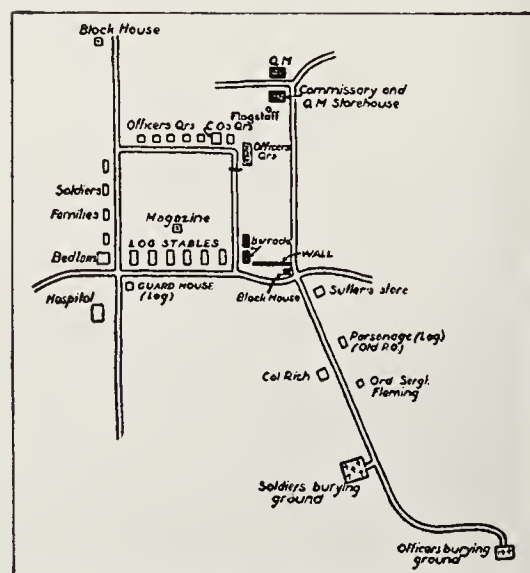 Block House
Q M
Commissary and
Q.M. Storehouse
Flagstaff
Officers Qrs
C.Os Qrs
Officers
Qrs
Soldiers
Families
Magazine
Bedlam
LOG STABLES
WALL
Block House
GUARD HOUSE
(Log)
Hospital
Sutler's store
Parsonage (Log)
(Old P.O.)
Col Rich
Ord Sergt.
Fleming
Soldiers burying
ground
Officers burying
ground